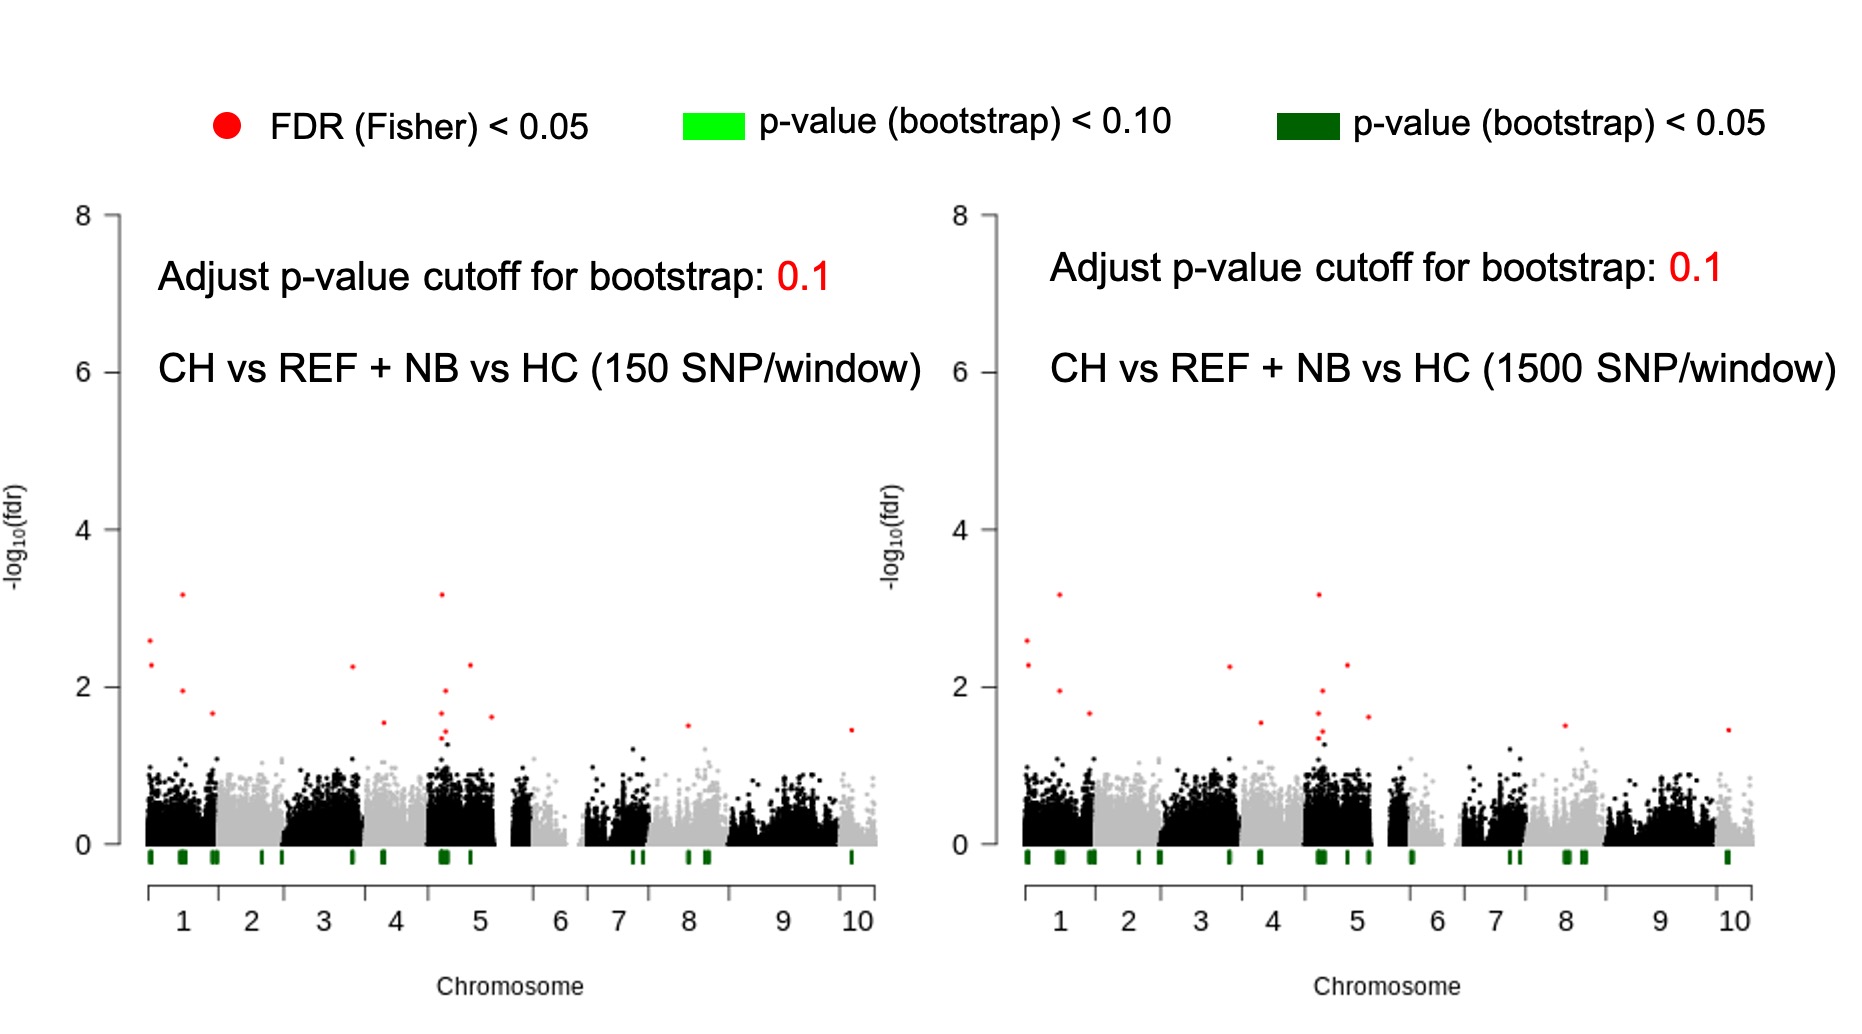 FDR (Fisher) < 0.05
p-value (bootstrap) < 0.10
p-value (bootstrap) < 0.05
8
6
4
2
0
-log₁₀(fdr)
Adjust p-value cutoff for bootstrap: 0.1
CH vs REF + NB vs HC (150 SNP/window)
1 2 3 4 5 6 7 8 9 10
Chromosome
8
6
4
2
0
-log₁₀(fdr)
Adjust p-value cutoff for bootstrap: 0.1
CH vs REF + NB vs HC (1500 SNP/window)
1 2 3 4 5 6 7 8 9 10
Chromosome